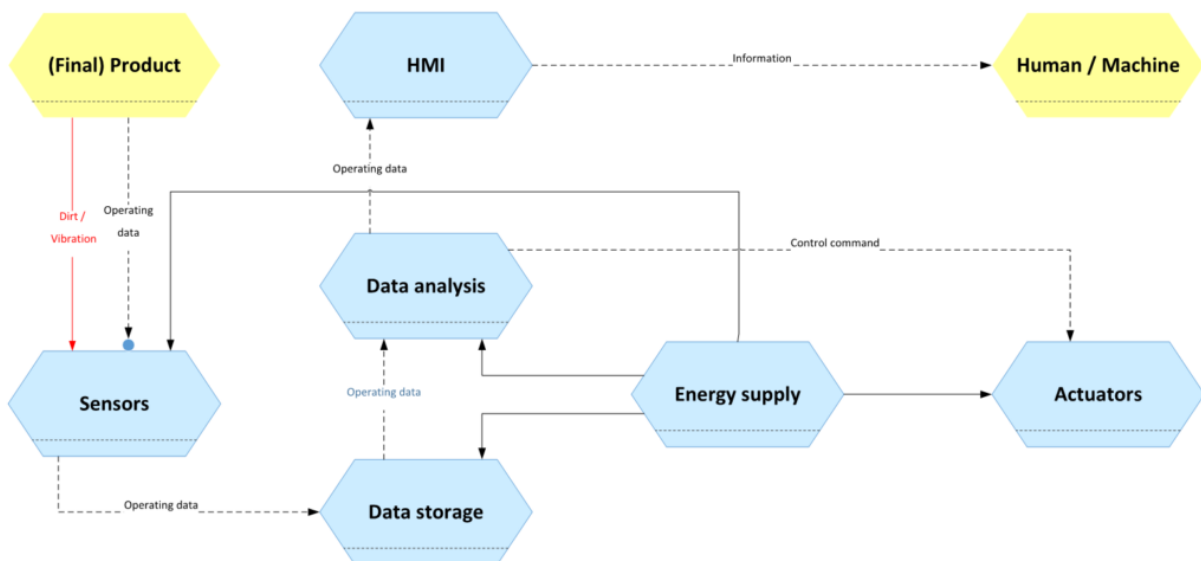 (Final) Product
HMI
Information
Human / Machine
Operating data
Dirt /
Vibration
Operating
data
Data analysis
Control command
Sensors
Operating data
Energy supply
Actuators
Operating data
Data storage